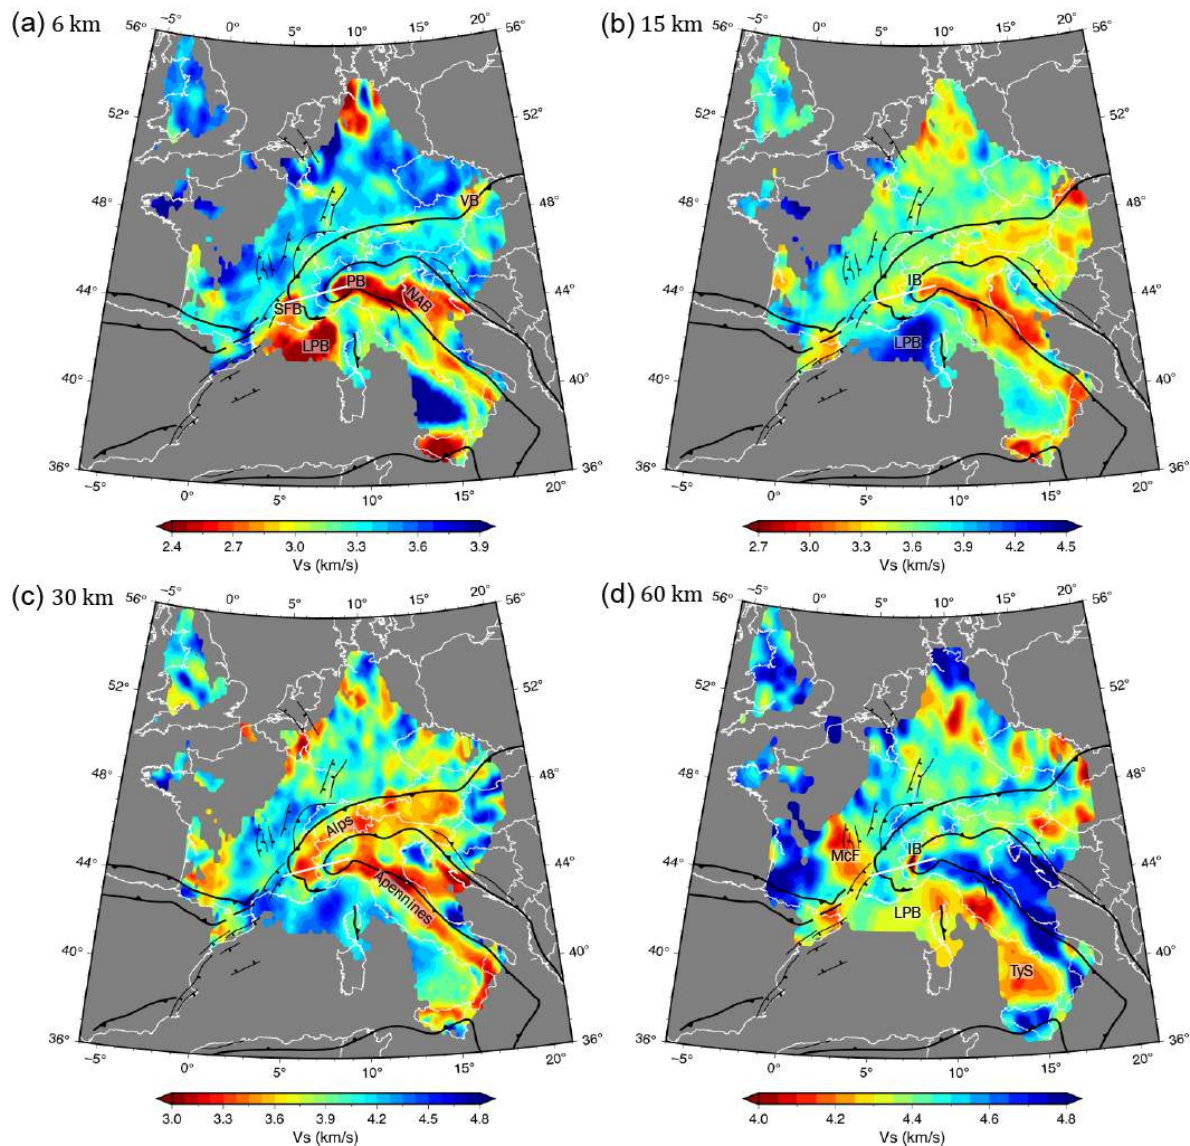 (a) 6 km
−5° 0° 5° 10° 15° 20°
56° 56°
52° 52°
48° 48°
VB
PB
44° 44°
SFB NAB
LPB
40° 40°
36° 36°
−5° 0° 5° 10° 15° 20°
2.4 2.7 3.0 3.3 3.6 3.9
Vs (km/s)
(b) 15 km
−5° 0° 5° 10° 15° 20°
56° 56°
52° 52°
48° 48°
IB
44° 44°
LPB
40° 40°
36° 36°
−5° 0° 5° 10° 15° 20°
2.7 3.0 3.3 3.6 3.9 4.2 4.5
Vs (km/s)
(c) 30 km
−5° 0° 5° 10° 15° 20°
56° 56°
52° 52°
48° 48°
Alps
44° 44°
Apennines
40° 40°
36° 36°
−5° 0° 5° 10° 15° 20°
3.0 3.3 3.6 3.9 4.2 4.5 4.8
Vs (km/s)
(d) 60 km
−5° 0° 5° 10° 15° 20°
56° 56°
52° 52°
48° 48°
McF IB
44° 44°
LPB
40° 40°
TyS
36° 36°
−5° 0° 5° 10° 15° 20°
4.0 4.2 4.4 4.6 4.8
Vs (km/s)